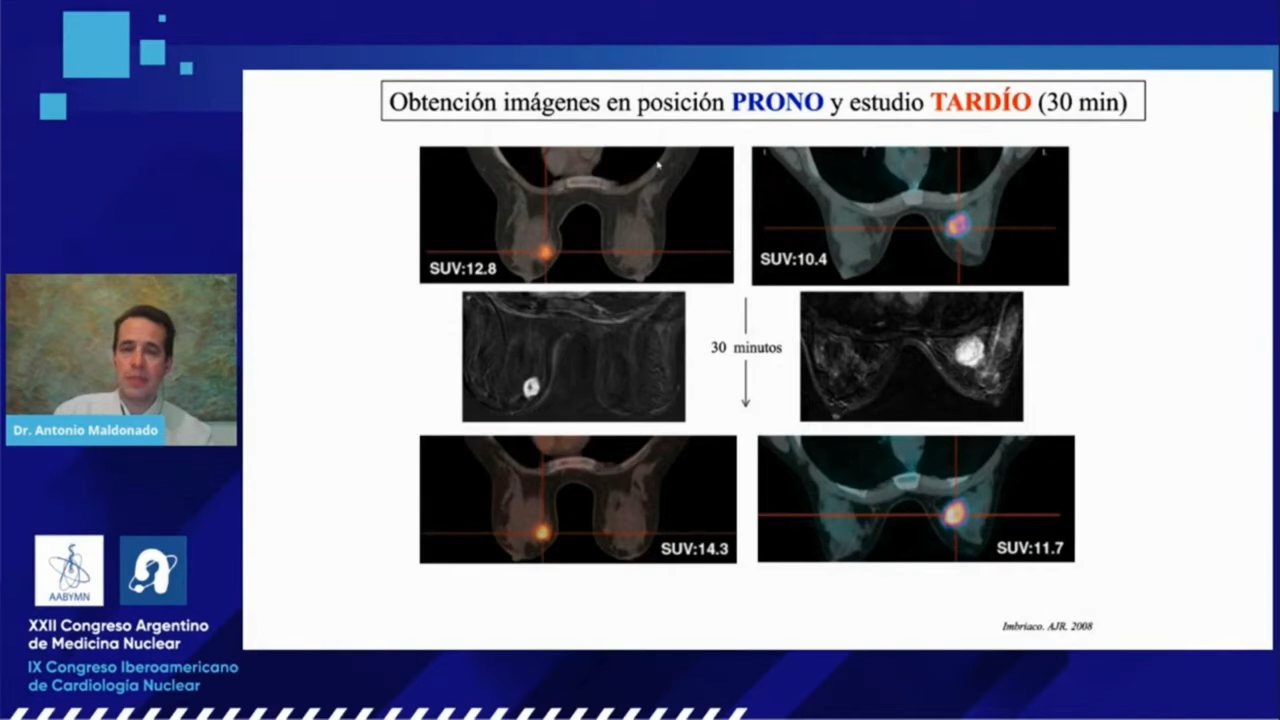 Obtención imágenes en posición PRONO y estudio TARDÍO (30 min)
SUV:12.8
SUV:10.4
30 minutos
SUV:14.3
SUV:11.7
Imbriaco. AJR. 2008
Dr. Antonio Maldonado
AABYMN
XXII Congreso Argentino
de Medicina Nuclear
IX Congreso Iberoamericano
de Cardiología Nuclear